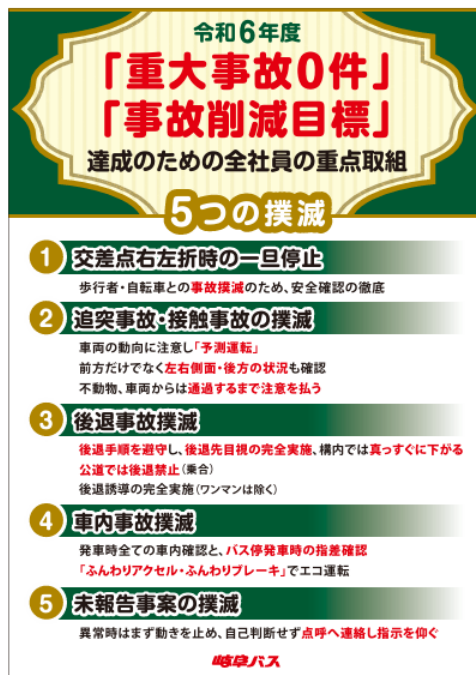 令和6年度
「重大事故0件」
「事故削減目標」
達成のための全社員の重点取組
5つの撲滅
1 交差点右左折時の一旦停止
歩行者・自転車との事故撲滅のため、安全確認の徹底
2 追突事故・接触事故の撲滅
車両の動向に注意し「予測運転」
前方だけでなく左右側面・後方の状況も確認
不動物、車両からは通過するまで注意を払う
3 後退事故撲滅
後退手順を遵守し、後退先目視の完全実施、構内では真っすぐに下がる
公道では後退禁止(乗合)
後退誘導の完全実施(ワンマンは除く)
4 車内事故撲滅
発車時全ての車内確認と、バス停発車時の指差確認
「ふんわりアクセル・ふんわりブレーキ」でエコ運転
5 未報告事案の撲滅
異常時はまず動きを止め、自己判断せず点呼へ連絡し指示を仰ぐ
岐阜バス